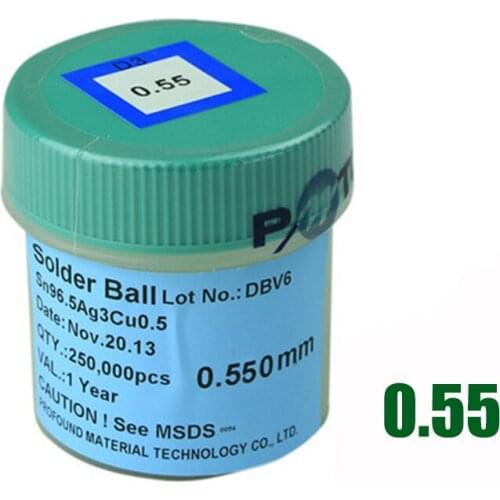 D3
0.55
Solder Ball Lot No.: DBV6
Sn96.5Ag3Cu0.5
Date: Nov.20.13
QTY.: 250,000pcs
0.550mm
VAL.: 1 Year
CAUTION ! See MSDS
PROFOUND MATERIAL TECHNOLOGY CO., LTD.
0.55